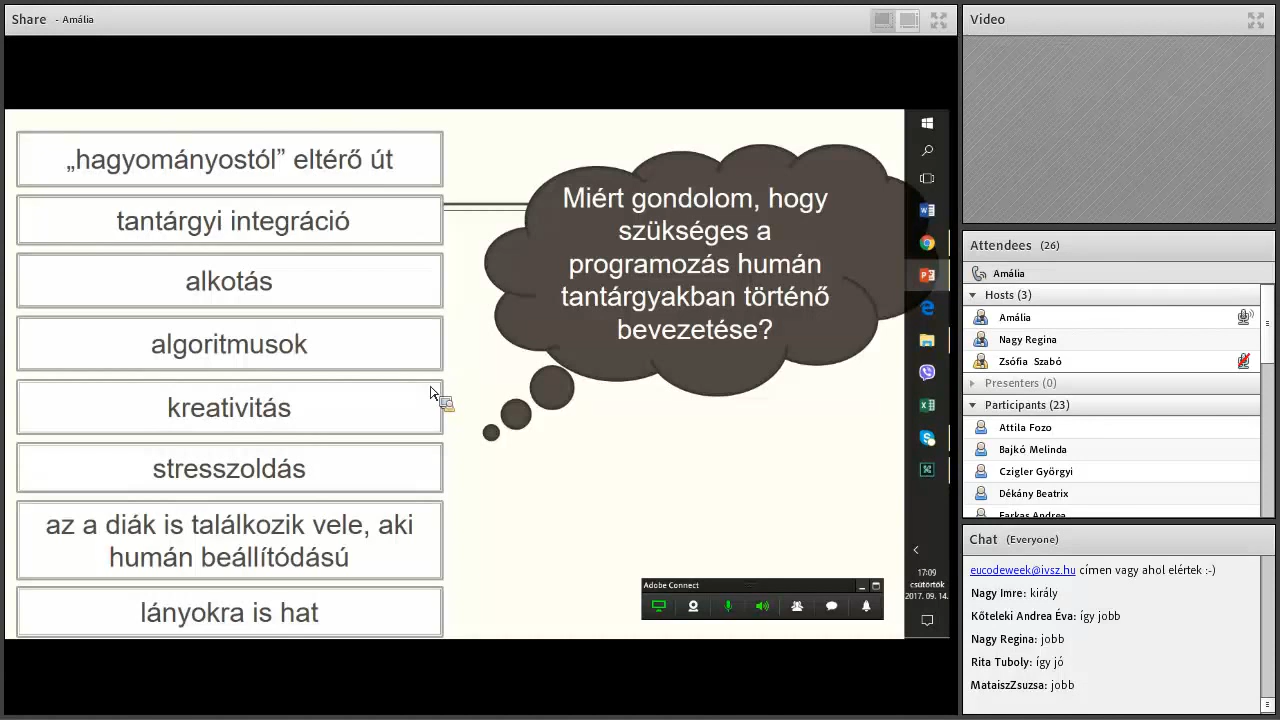 Share - Amália
„hagyományostól” eltérő út
tantárgyi integráció
alkotás
algoritmusok
kreativitás
stresszoldás
az a diák is találkozik vele, aki
humán beállítódású
lányokra is hat
Miért gondolom, hogy
szükséges a
programozás humán
tantárgyakban történő
bevezetése?
Adobe Connect
17:09
csütörtök
2017. 09. 14.
Video
Attendees (26)
Amália
Hosts (3)
Amália
Nagy Regina
Zsófia Szabó
Presenters (0)
Participants (23)
Attila Fozo
Bajkó Melinda
Czigler Györgyi
Dékány Beatrix
Farkas Andrea
Chat (Everyone)
eucodeweek@ivsz.hu címen vagy ahol elértek :-)
Nagy Imre: király
Kőteleki Andrea Éva: így jobb
Nagy Regina: jobb
Rita Tuboly: így jó
MataiszZsuzsa: jobb